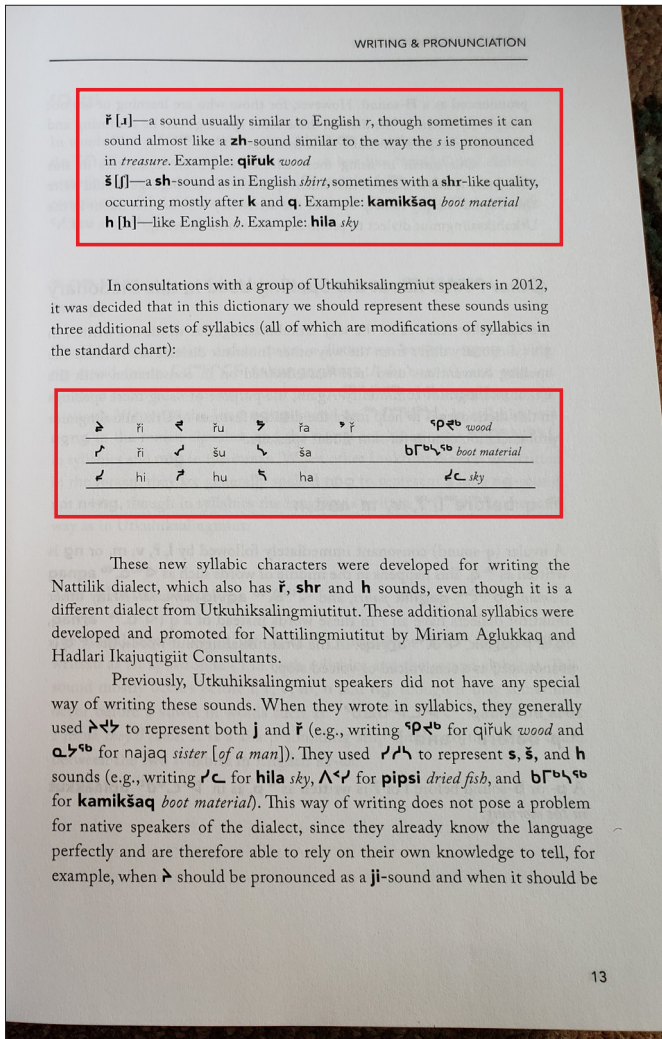 WRITING & PRONUNCIATION
ř [ɹ]—a sound usually similar to English r, though sometimes it can
sound almost like a zh-sound similar to the way the s is pronounced
in treasure. Example: qiřuk wood
š [ʃ]—a sh-sound as in English shirt, sometimes with a shr-like quality,
occurring mostly after k and q. Example: kamikšaq boot material
h [h]—like English h. Example: hila sky
In consultations with a group of Utkuhiksalingmiut speakers in 2012,
it was decided that in this dictionary we should represent these sounds using
three additional sets of syllabics (all of which are modifications of syllabics in
the standard chart):
ři řu řa ř wood
ři šu ša boot material
hi hu ha sky
These new syllabic characters were developed for writing the
Nattilik dialect, which also has ř, shr and h sounds, even though it is a
different dialect from Utkuhiksalingmiutitut. These additional syllabics were
developed and promoted for Nattilingmiutitut by Miriam Aglukkaq and
Hadlari Ikajuqtigiit Consultants.
Previously, Utkuhiksalingmiut speakers did not have any special
way of writing these sounds. When they wrote in syllabics, they generally
used ᔨᔪᔭ to represent both j and ř (e.g., writing ᕿᔪᒃ for qiřuk wood and
ᓇᔭᖅ for najaq sister [of a man]). They used ᓯᓱᓴ to represent s, š, and h
sounds (e.g., writing ᓯᓚ for hila sky, ᐱᑉᓯ for pipsi dried fish, and ᑲᒥᒃᓴᖅ
for kamikšaq boot material). This way of writing does not pose a problem
for native speakers of the dialect, since they already know the language
perfectly and are therefore able to rely on their own knowledge to tell, for
example, when ᔨ should be pronounced as a ji-sound and when it should be
13